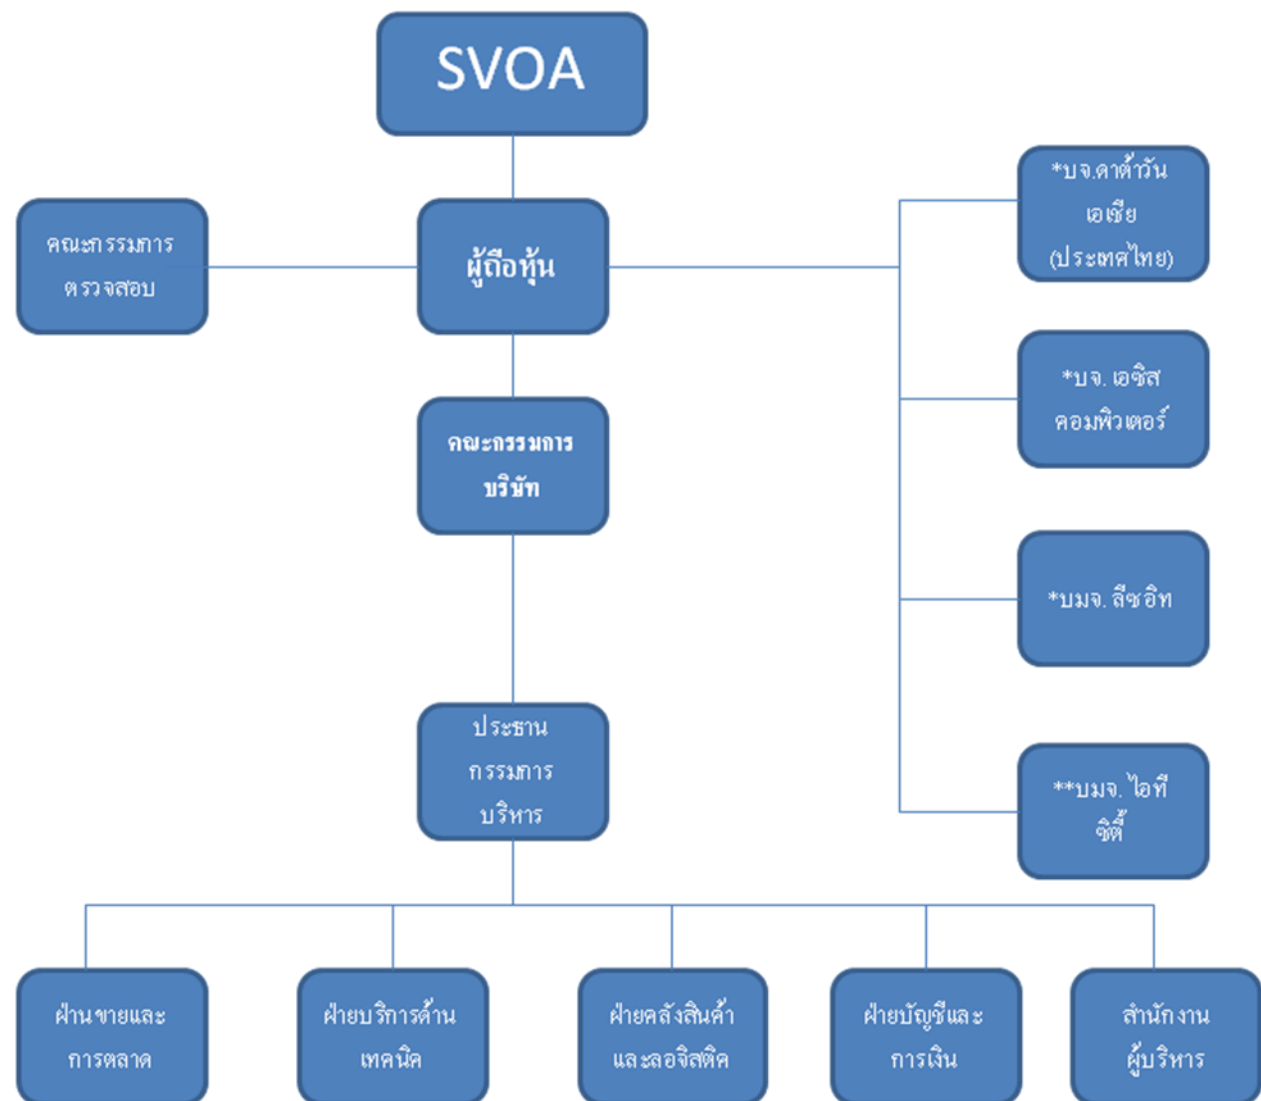 SVOA
*บจ.ดาต้าวัน
เอเชีย
(ประเทศไทย)
คณะกรรมการ
ตรวจสอบ
ผู้ถือหุ้น
*บจ. เอซิส
คอมพิวเตอร์
คณะกรรมการ
บริษัท
*บมจ. ลีซ อิท
ประธาน
กรรมการ
บริหาร
**บมจ. ไอที
ซิตี้
ฝ่านขายและ
การตลาด
ฝ่ายบริการด้าน
เทคนิค
ฝ่ายคลังสินค้า
และลอจิสติค
ฝ่ายบัญชีและ
การเงิน
สำนักงาน
ผู้บริหาร